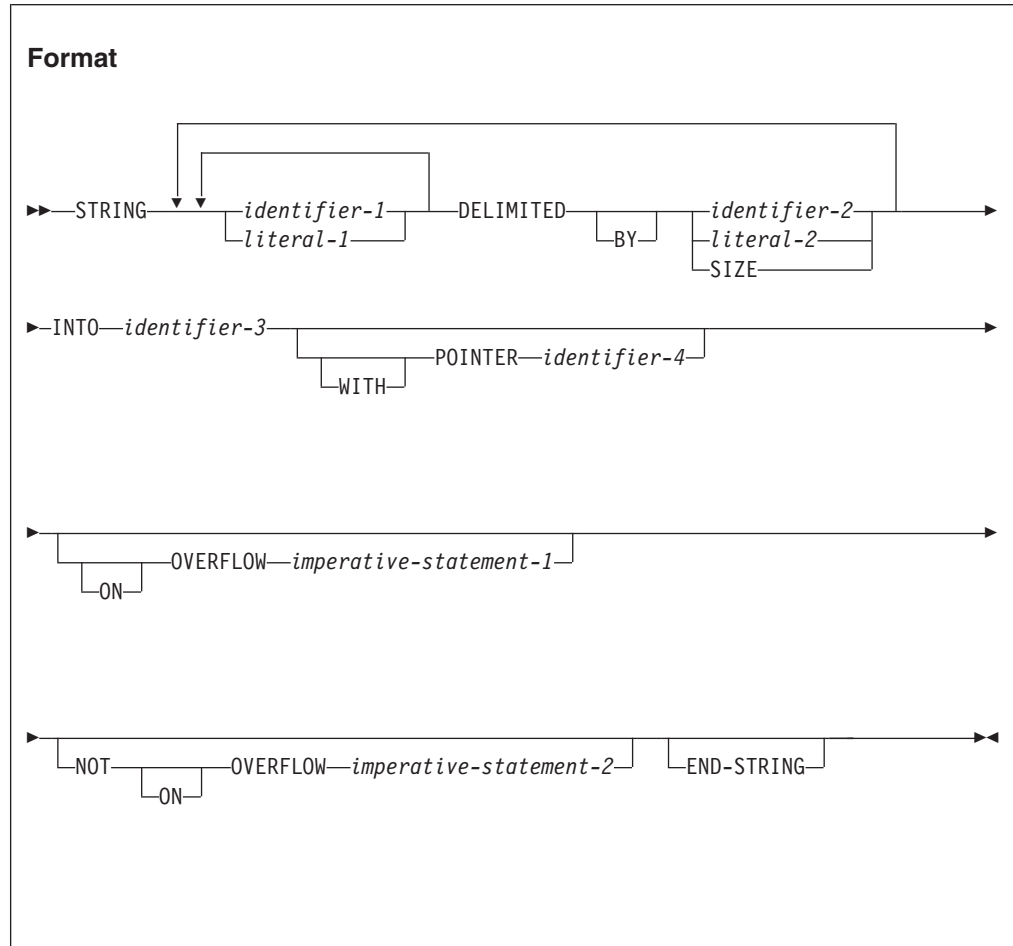 Format
STRING identifier-1 DELIMITED identifier-2
literal-1 BY literal-2
SIZE
INTO identifier-3
POINTER identifier-4
WITH
OVERFLOW imperative-statement-1
ON
NOT OVERFLOW imperative-statement-2 END-STRING
ON